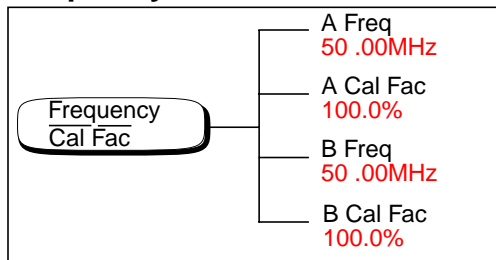 Frequency
Cal Fac
A Freq
50 .00MHz
A Cal Fac
100.0%
B Freq
50 .00MHz
B Cal Fac
100.0%